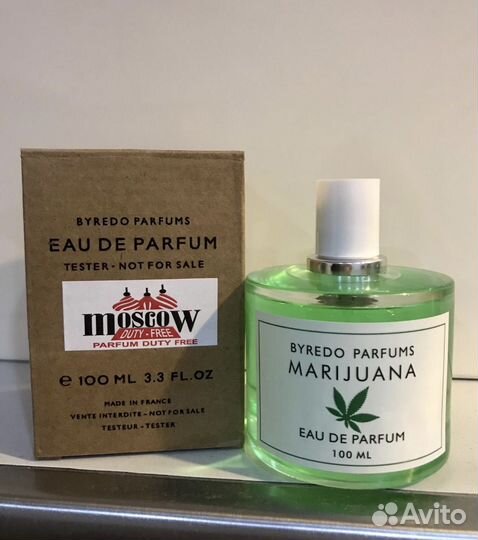 BYREDO PARFUMS
EAU DE PARFUM
TESTER - NOT FOR SALE
moscow
DUTY-FREE
PARFUM DUTY FREE
e 100 ML 3.3 FL.OZ
MADE IN FRANCE
VENTE INTERDITE - NOT FOR SALE
TESTEUR - TESTER
BYREDO PARFUMS
MARIJUANA
EAU DE PARFUM
100 ML
Avito